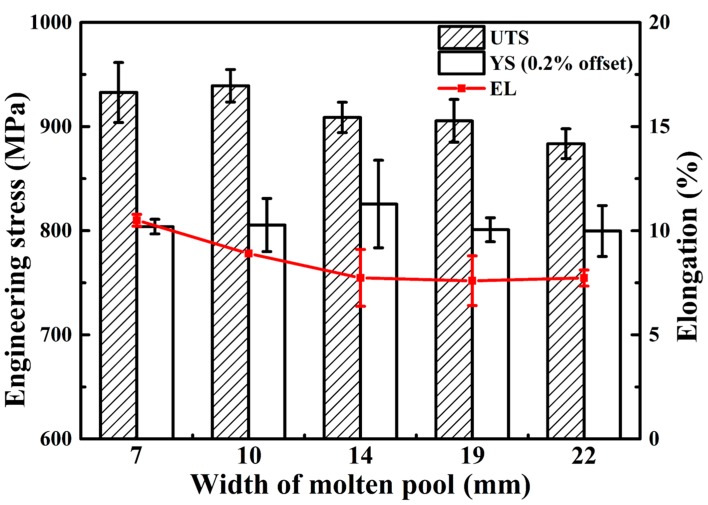 1000
900
800
700
600
Engineering stress (MPa)
UTS
YS (0.2% offset)
EL
20
15
10
5
0
Elongation (%)
7 10 14 19 22
Width of molten pool (mm)